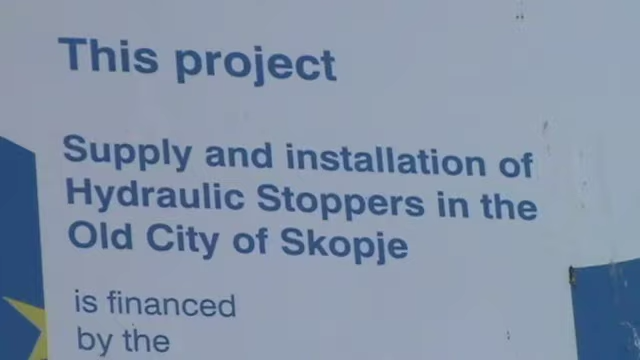 This project
Supply and installation of
Hydraulic Stoppers in the
Old City of Skopje
is financed
by the